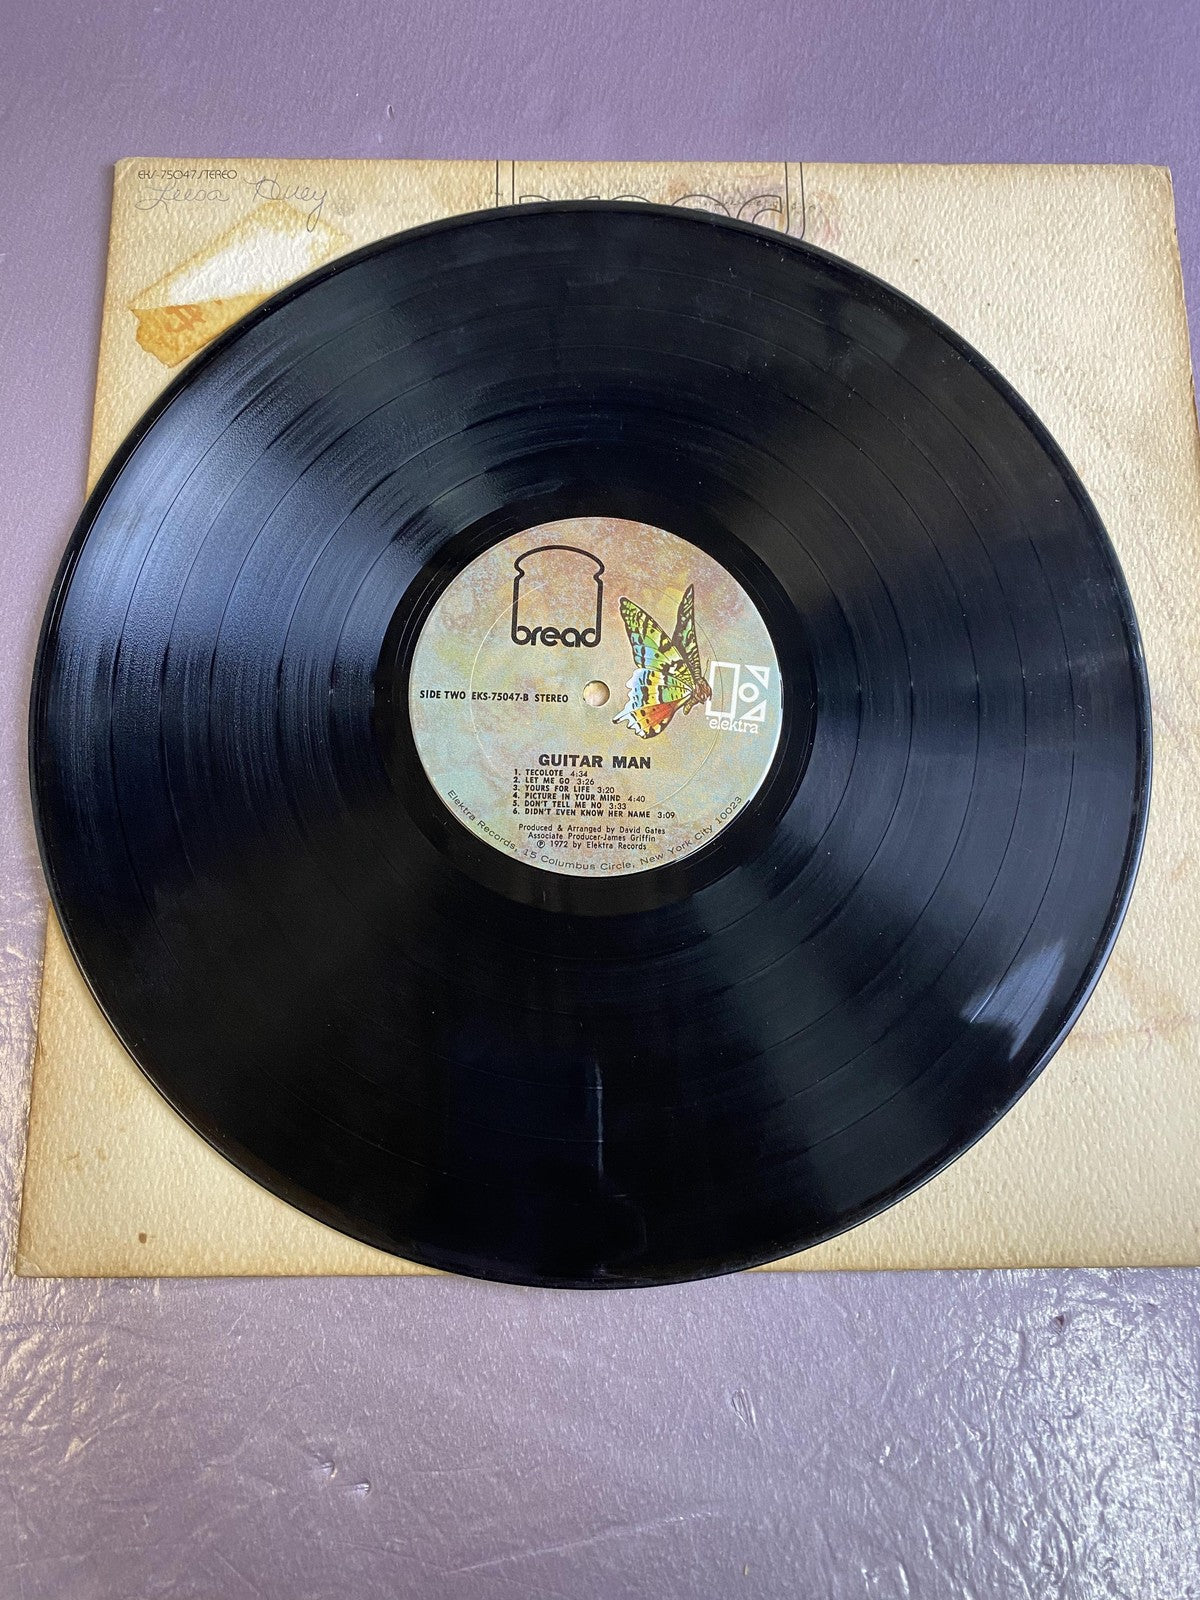 EKS-75047 STEREO
Leesa Huey
bread
bread
SIDE TWO EKS-75047-B STEREO
elektra
GUITAR MAN
1. TECOLOTE 4:34
2. LET ME GO 3:26
3. YOURS FOR LIFE 3:20
4. PICTURE IN YOUR MIND 4:40
5. DON'T TELL ME NO 3:33
6. DIDN'T EVEN KNOW HER NAME 3:09
Produced & Arranged by David Gates
Associate Producer-James Griffin
℗ 1972 by Elektra Records
Elektra Records, 15 Columbus Circle, New York City 10023